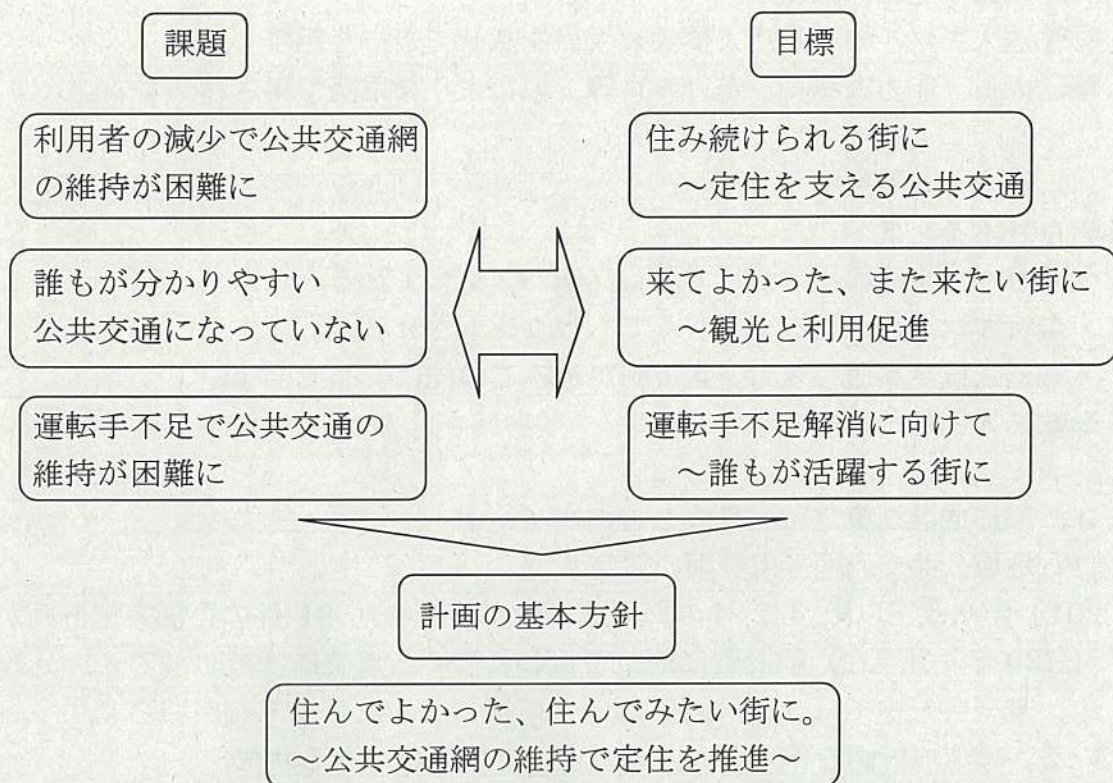 課題
利用者の減少で公共交通網
の維持が困難に
誰もが分かりやすい
公共交通になっていない
運転手不足で公共交通の
維持が困難に
目標
住み続けられる街に
～定住を支える公共交通
来てよかった、また来たい街に
～観光と利用促進
運転手不足解消に向けて
～誰もが活躍する街に
計画の基本方針
住んでよかった、住んでみたい街に。
～公共交通網の維持で定住を推進～